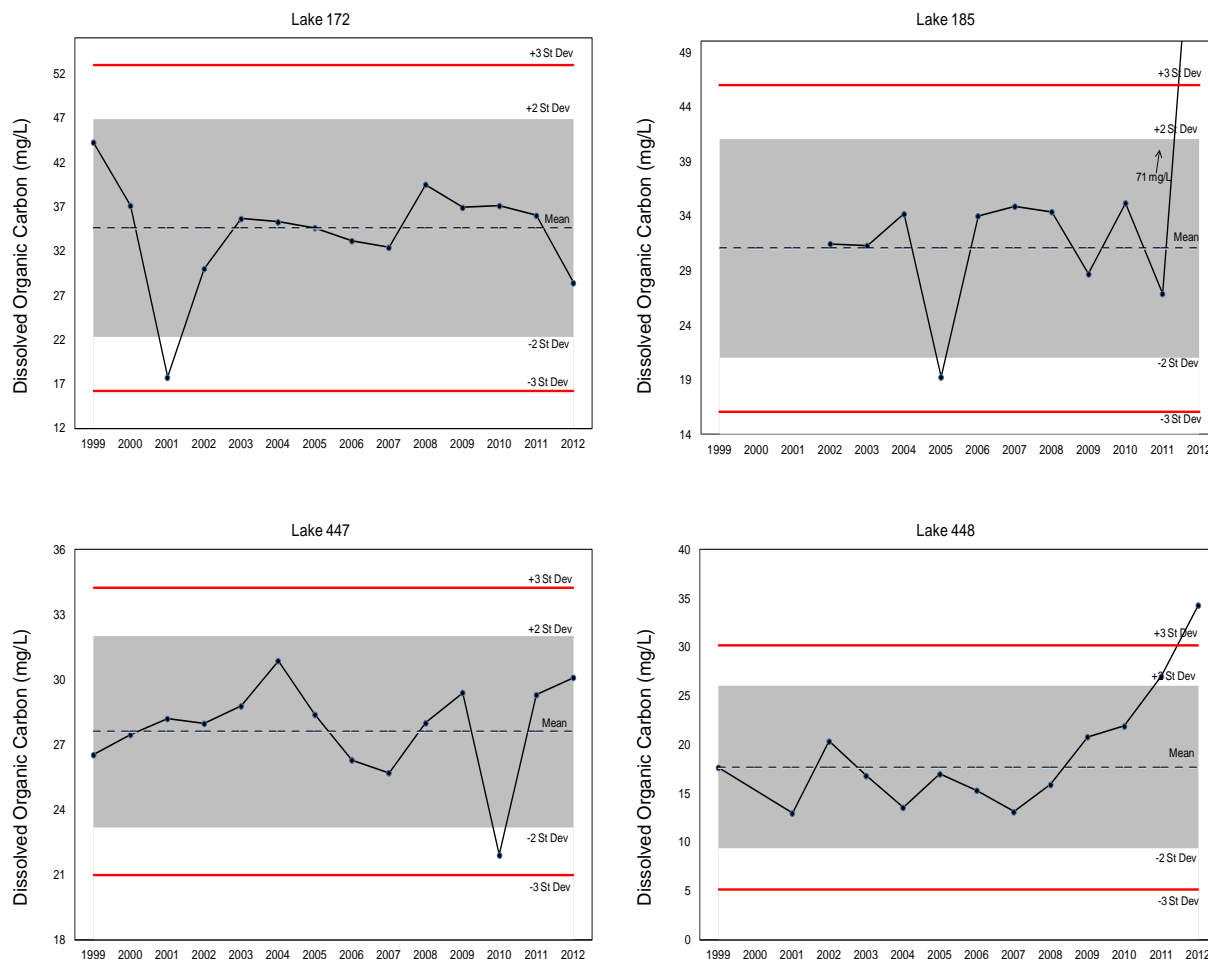 Lake 172
Dissolved Organic Carbon (mg/L)
52
47
42
37
32
27
22
17
12
+3 St Dev
+2 St Dev
Mean
-2 St Dev
-3 St Dev
1999 2000 2001 2002 2003 2004 2005 2006 2007 2008 2009 2010 2011 2012
Lake 185
Dissolved Organic Carbon (mg/L)
49
44
39
34
29
24
19
14
+3 St Dev
+2 St Dev
71 mg/L
Mean
-2 St Dev
-3 St Dev
1999 2000 2001 2002 2003 2004 2005 2006 2007 2008 2009 2010 2011 2012
Lake 447
Dissolved Organic Carbon (mg/L)
36
33
30
27
24
21
18
+3 St Dev
+2 St Dev
Mean
-2 St Dev
-3 St Dev
1999 2000 2001 2002 2003 2004 2005 2006 2007 2008 2009 2010 2011 2012
Lake 448
Dissolved Organic Carbon (mg/L)
40
35
30
25
20
15
10
5
0
+3 St Dev
+2 St Dev
Mean
-2 St Dev
-3 St Dev
1999 2000 2001 2002 2003 2004 2005 2006 2007 2008 2009 2010 2011 2012